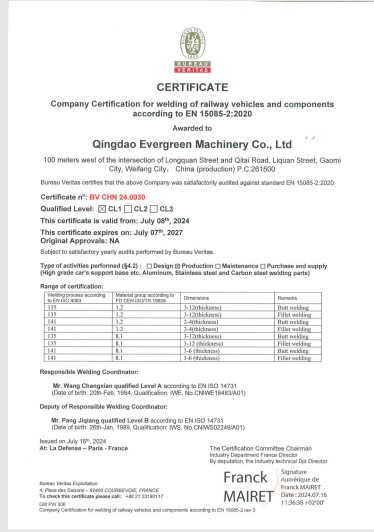 BUREAU
VERITAS
CERTIFICATE
Company Certification for welding of railway vehicles and components
according to EN 15085-2:2020
Awarded to
Qingdao Evergreen Machinery Co., Ltd
100 meters west of the intersection of Longquan Street and Qitai Road, Liquan Street, Gaomi
City, Weifang City, China (production) P.C.261500
Bureau Veritas certifies that the above Company was satisfactorily audited against standard EN 15085-2:2020.
Certificate n°: BV CHN 24.0030
Qualified Level: ☒ CL1 ☐ CL2 ☐ CL3
This certificate is valid from: July 08th, 2024
This certificate expires on: July 07th, 2027
Original Approvals: NA
Subject to satisfactory yearly audits performed by Bureau Veritas.
Type of activities performed (§4.2) : ☐ Design ☒ Production ☐ Maintenance ☐ Purchase and supply
(High grade car's support base etc. Aluminum, Stainless steel and Carbon steel welding parts)
Range of certification:
Welding process according to EN ISO 4063 Material group according to FD CEN ISO/TR 15608 Dimensions Remarks
135 1.2 3-12(thickness) Butt welding
135 1.2 3-12(thickness) Fillet welding
141 1.2 2-4(thickness) Butt welding
141 1.2 2-4(thickness) Fillet welding
135 8.1 3-12(thickness) Butt welding
135 8.1 3-12 (thickness) Fillet welding
141 8.1 3-6 (thickness) Butt welding
141 8.1 3-6 (thickness) Fillet welding
Responsible Welding Coordinator:
Mr. Wang Changxian qualified Level A according to EN ISO 14731
(Date of birth: 20th-Feb, 1984, Qualification: IWE, No.CNIWE18483/A01)
Deputy of Responsible Welding Coordinator:
Mr. Pang Jiqiang qualified Level B according to EN ISO 14731
(Date of birth: 26th-Jan, 1989, Qualification: IWS, No.CNIWS02249/A01)
Issued on July 16th, 2024
At: La Defense – Paris - France
The Certification Committee Chairman
Industry Department France Director
By deputation, the Industry technical Dpt Director
Franck
MAIRET
Signature
numérique de
Franck MAIRET
Date : 2024.07.16
11:36:38 +02'00'
Bureau Veritas Exploitation
4, Place des Saisons – 92400 COURBEVOIE, FRANCE
To check this certificate please call: +86 21 23190117
GM PW 306
Company Certification for welding of railway vehicles and components according to EN 15085-2 rev 3